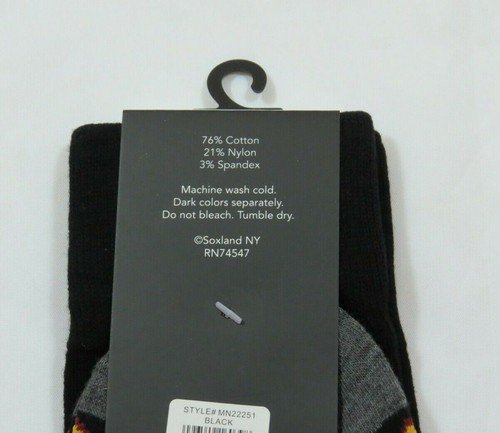 76% Cotton
21% Nylon
3% Spandex
Machine wash cold.
Dark colors separately.
Do not bleach. Tumble dry.
©Soxland NY
RN74547
STYLE# MN22251
BLACK